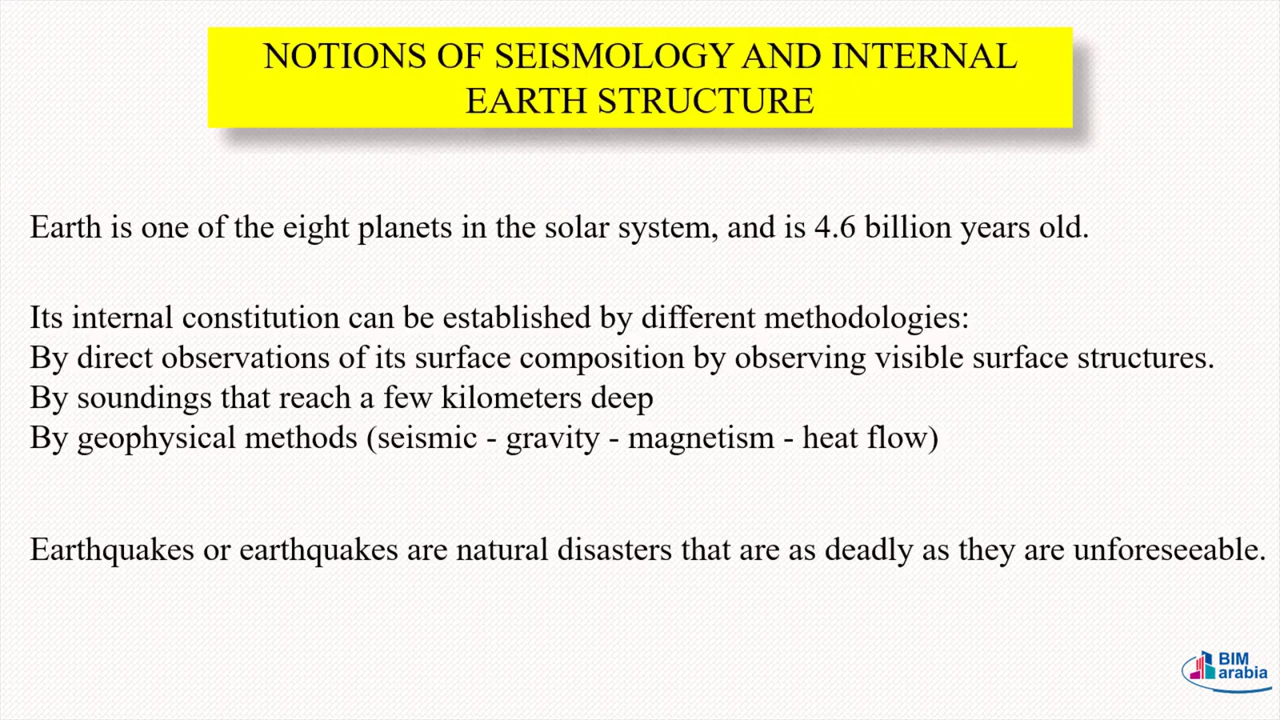 NOTIONS OF SEISMOLOGY AND INTERNAL
EARTH STRUCTURE
Earth is one of the eight planets in the solar system, and is 4.6 billion years old.
Its internal constitution can be established by different methodologies:
By direct observations of its surface composition by observing visible surface structures.
By soundings that reach a few kilometers deep
By geophysical methods (seismic - gravity - magnetism - heat flow)
Earthquakes or earthquakes are natural disasters that are as deadly as they are unforeseeable.
BIM
arabia